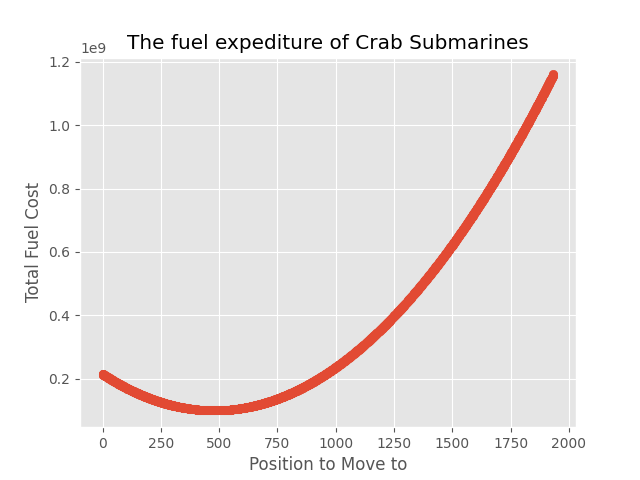 The fuel expediture of Crab Submarines
1e9
1.2
1.0
0.8
0.6
0.4
0.2
Total Fuel Cost
0 250 500 750 1000 1250 1500 1750 2000
Position to Move to